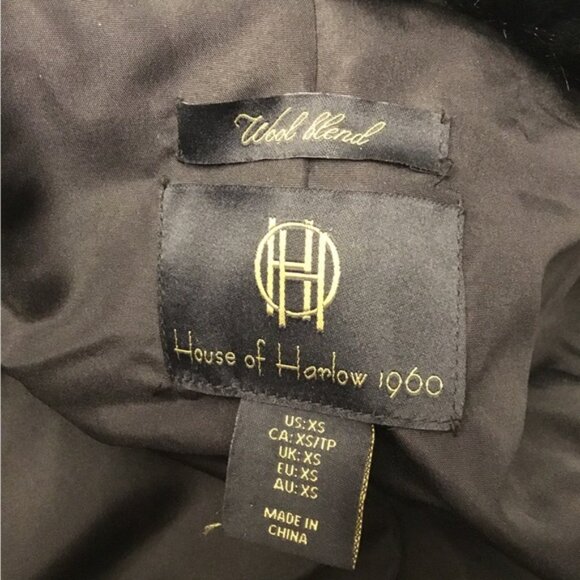 Wool blend
House of Harlow 1960
US: XS
CA: XS/TP
UK: XS
EU: XS
AU: XS
MADE IN
CHINA